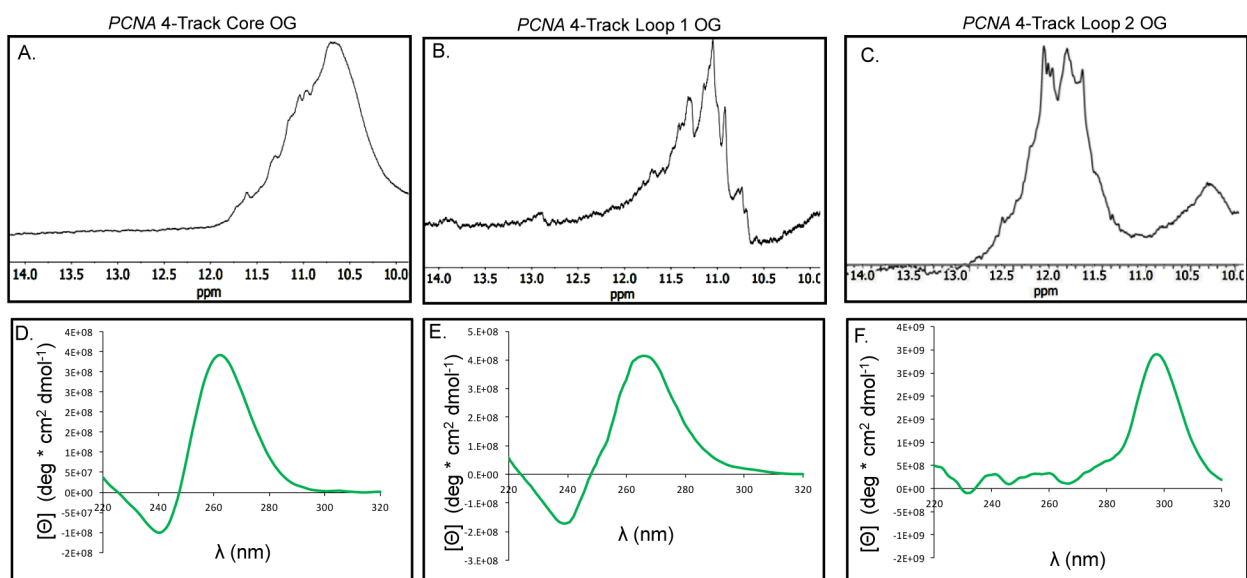 PCNA 4-Track Core OG
PCNA 4-Track Loop 1 OG
PCNA 4-Track Loop 2 OG
A.
14.0 13.5 13.0 12.5 12.0 11.5 11.0 10.5 10.0
ppm
B.
14.0 13.5 13.0 12.5 12.0 11.5 11.0 10.5 10.0
ppm
C.
14.0 13.5 13.0 12.5 12.0 11.5 11.0 10.5 10.0
ppm
D.
[Θ] (deg * cm² dmol⁻¹)
4E+08
4E+08
3E+08
3E+08
2E+08
2E+08
1E+08
5E+07
0E+00
-5E+07
-1E+08
-2E+08
220 240 260 280 300 320
λ (nm)
E.
[Θ] (deg * cm² dmol⁻¹)
5.E+08
4.E+08
3.E+08
2.E+08
1.E+08
0.E+00
-1.E+08
-2.E+08
-3.E+08
220 240 260 280 300 320
λ (nm)
F.
[Θ] (deg * cm² dmol⁻¹)
4E+09
3E+09
3E+09
2E+09
2E+09
1E+09
5E+08
0E+00
-5E+08
-1E+09
-2E+09
220 240 260 280 300 320
λ (nm)